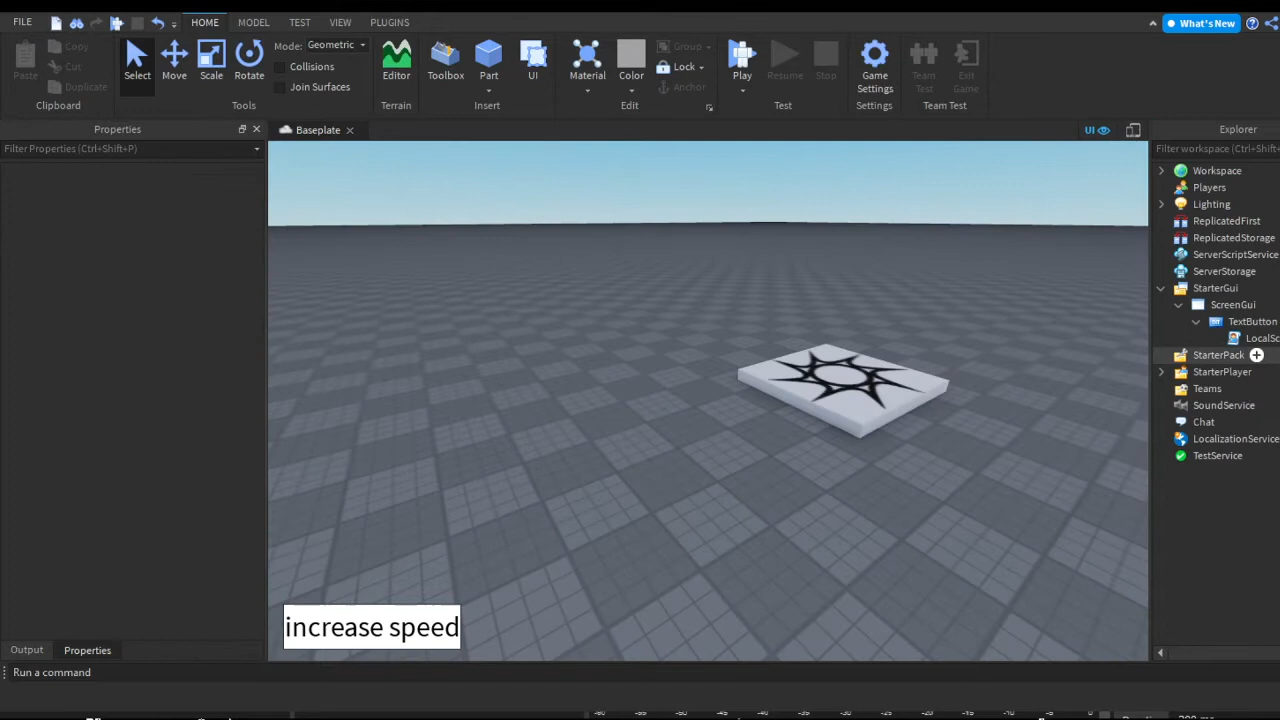 FILE HOME MODEL TEST VIEW PLUGINS What's New
Copy Mode: Geometric Group
Paste Cut Select Move Scale Rotate Collisions Editor Toolbox Part UI Material Color Lock Play Resume Stop Game Settings Team Test Exit Game
Duplicate Join Surfaces Anchor
Clipboard Tools Terrain Insert Edit Test Settings Team Test
Properties Baseplate UI Explorer
Filter Properties (Ctrl+Shift+P) Filter workspace (Ctrl+Shift+
Workspace
Players
Lighting
ReplicatedFirst
ReplicatedStorage
ServerScriptService
ServerStorage
StarterGui
ScreenGui
TextButton
LocalSc
StarterPack
StarterPlayer
Teams
SoundService
Chat
LocalizationService
TestService
increase speed
Output Properties
Run a command